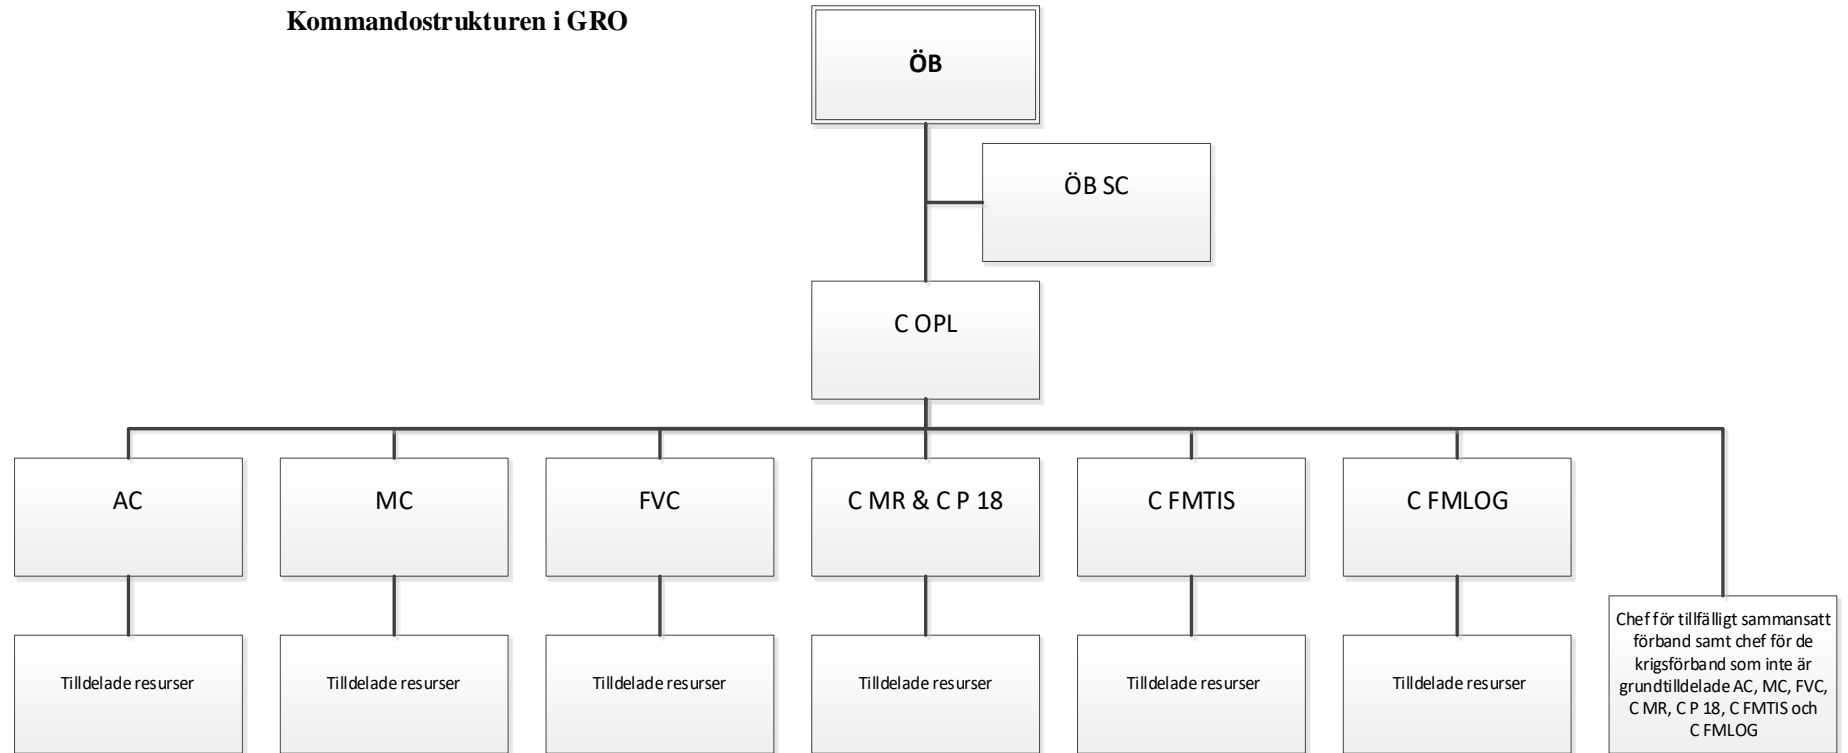 Kommandostrukturen i GRO
ÖB
ÖB SC
C OPL
AC
MC
FVC
C MR & C P 18
C FMTIS
C FMLOG
Tilldelade resurser
Tilldelade resurser
Tilldelade resurser
Tilldelade resurser
Tilldelade resurser
Tilldelade resurser
Chef för tillfälligt sammansatt
förband samt chef för de
krigsförband som inte är
grundtilldelade AC, MC, FVC,
C MR, C P 18, C FMTIS och
C FMLOG